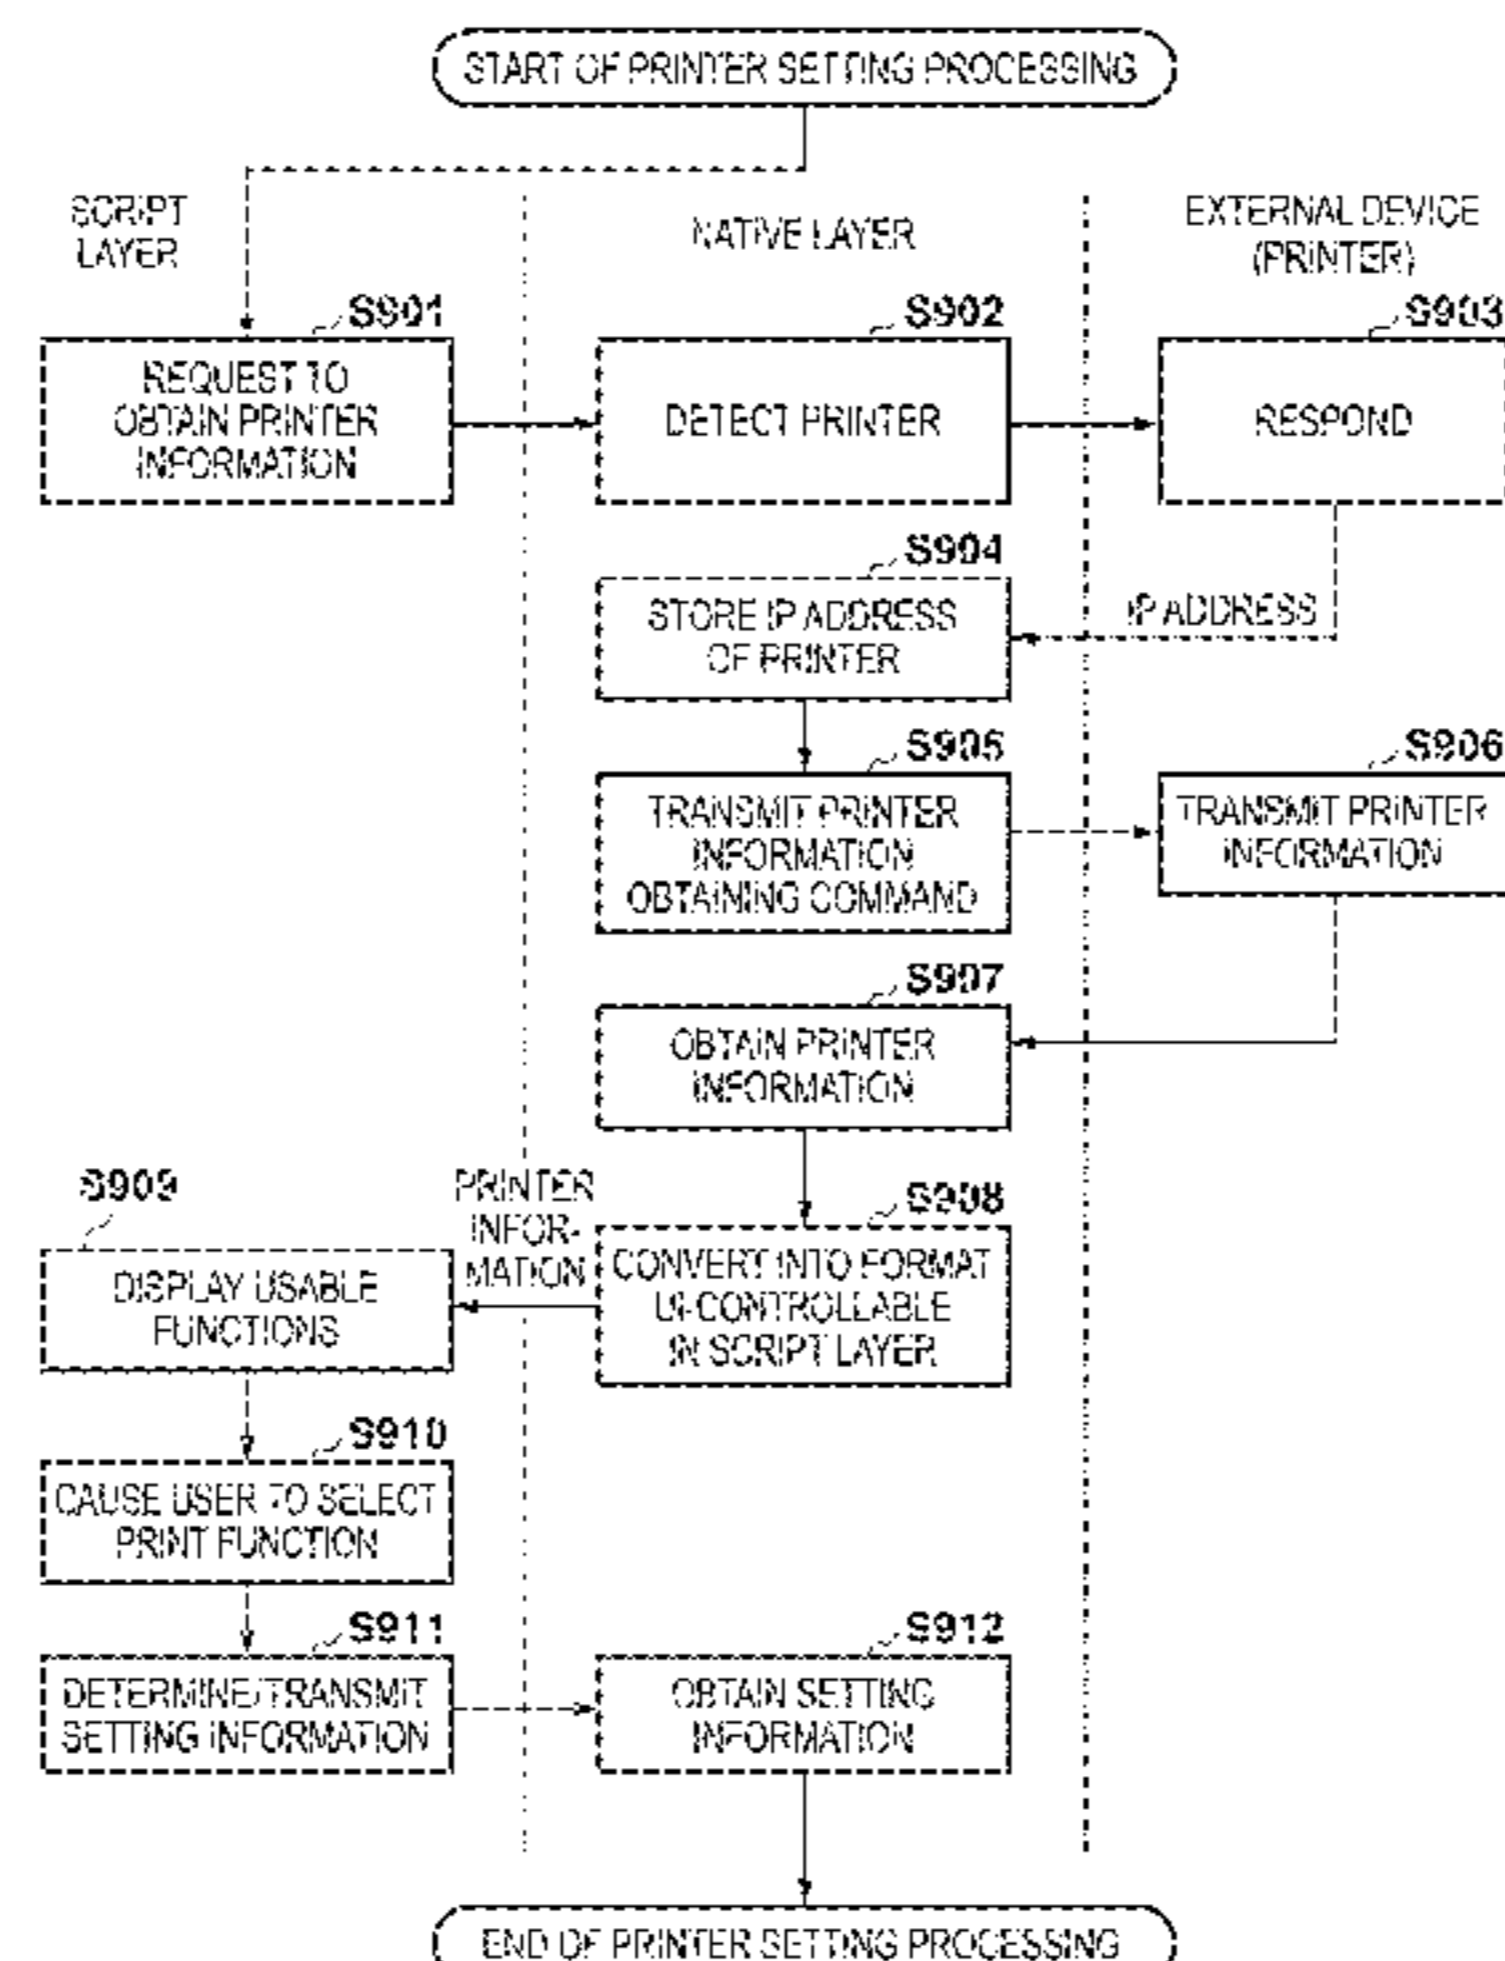 START OF PRINTER SETTING PROCESSING
SCRIPT
LAYER
NATIVE LAYER
EXTERNAL DEVICE
(PRINTER)
S901
REQUEST TO
OBTAIN PRINTER
INFORMATION
S902
DETECT PRINTER
S903
RESPOND
S904
STORE IP ADDRESS
OF PRINTER
IP ADDRESS
S905
TRANSMIT PRINTER
INFORMATION
OBTAINING COMMAND
S906
TRANSMIT PRINTER
INFORMATION
S907
OBTAIN PRINTER
INFORMATION
S908
CONVERT INTO FORMAT
UI-CONTROLLABLE
IN SCRIPT LAYER
PRINTER
INFOR-
MATION
S909
DISPLAY USABLE
FUNCTIONS
S910
CAUSE USER TO SELECT
PRINT FUNCTION
S911
DETERMINE/TRANSMIT
SETTING INFORMATION
S912
OBTAIN SETTING
INFORMATION
END OF PRINTER SETTING PROCESSING